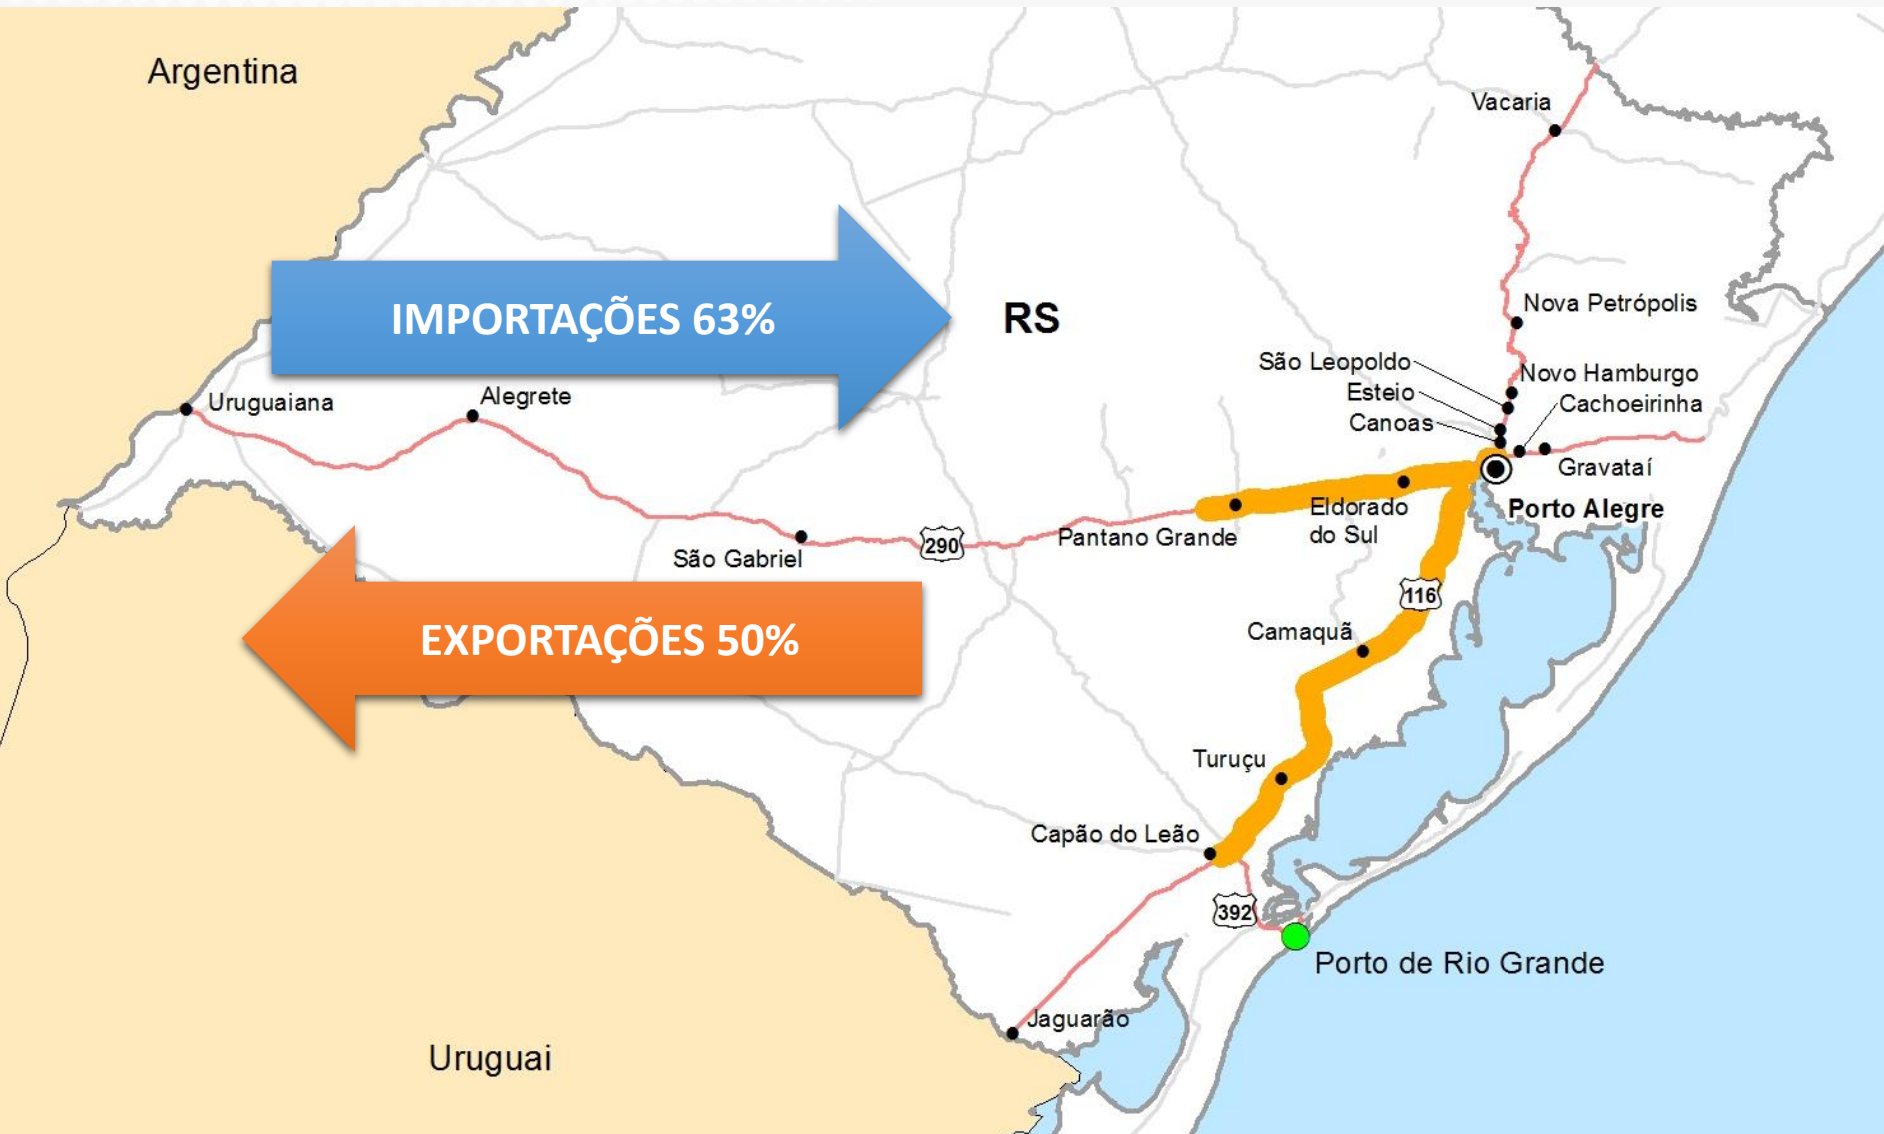 Argentina
Vacaria
IMPORTAÇÕES 63%
RS
Nova Petrópolis
São Leopoldo
Novo Hamburgo
Esteio
Cachoeirinha
Canoas
Uruguaiana
Alegrete
Gravataí
Porto Alegre
Eldorado
do Sul
Pantano Grande
290
São Gabriel
116
EXPORTAÇÕES 50%
Camaquã
Turuçu
Capão do Leão
392
Porto de Rio Grande
Jaguarão
Uruguai